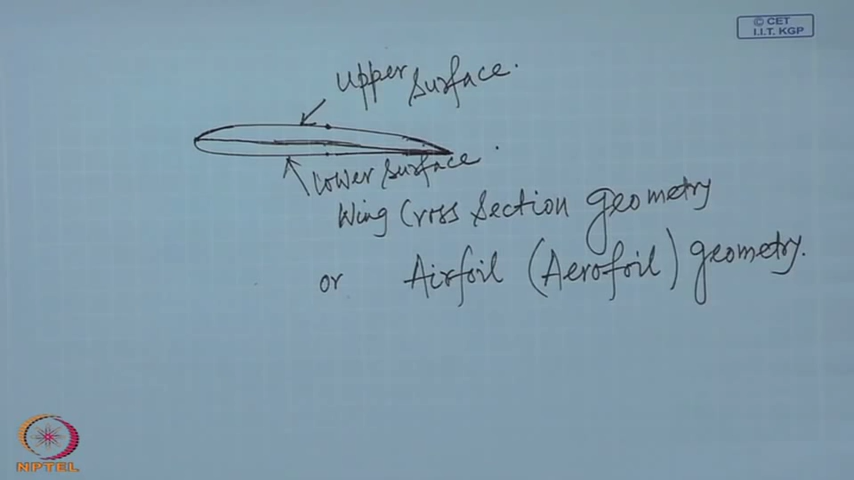 © CET
I.I.T. KGP
Upper Surface.
Lower Surface.
Wing Cross Section Geometry
or Airfoil (Aerofoil) geometry.
NPTEL